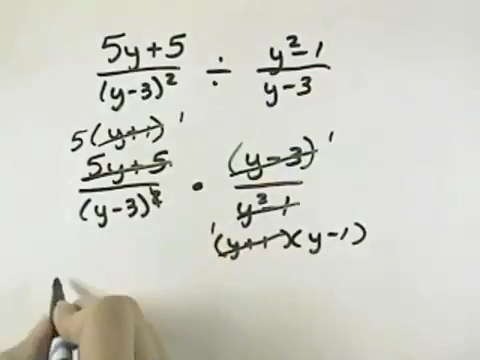 5y+5 / (y-3)² ÷ y²-1 / y-3
5(y+1) 1
5y+5 / (y-3)² · (y-3) 1 / y²-1
1 (y+1)(y-1)